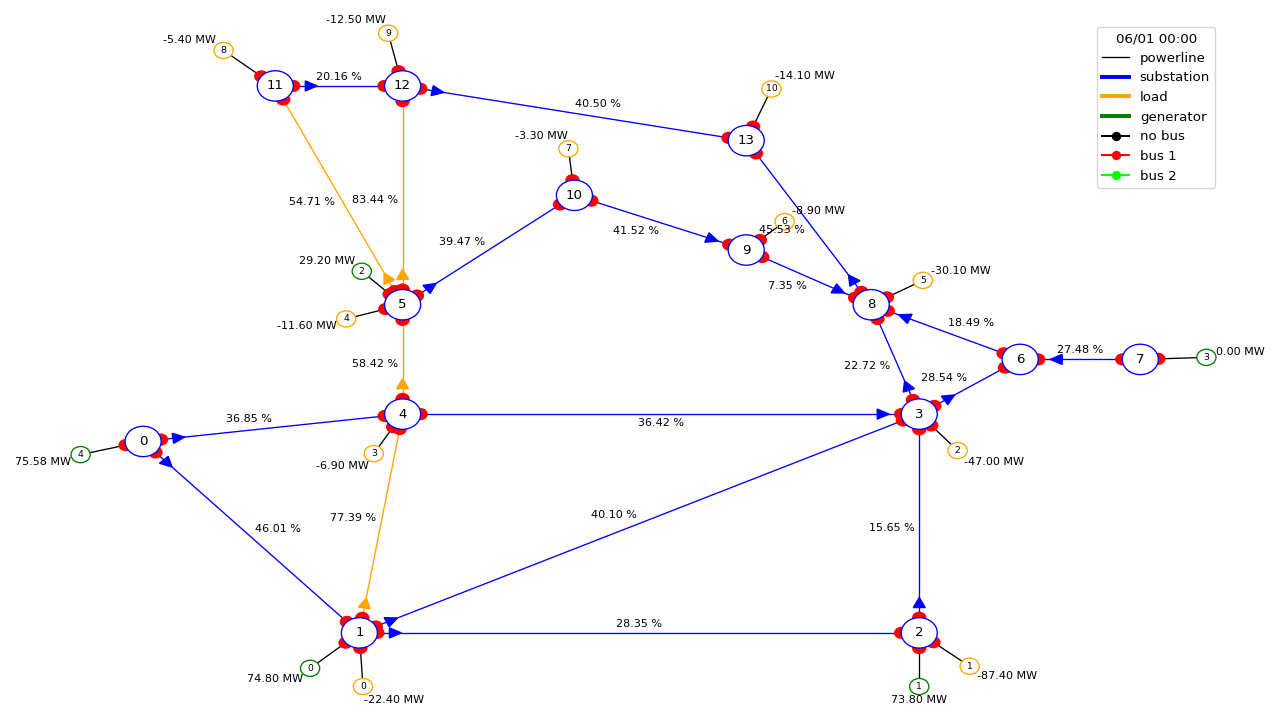 -12.50 MW
9
-5.40 MW
8
06/01 00:00
powerline
substation
load
generator
no bus
bus 1
bus 2
11
20.16 %
12
-14.10 MW
10
40.50 %
13
-3.30 MW
7
10
54.71 %
83.44 %
-8.90 MW
6
45.53 %
41.52 %
39.47 %
9
29.20 MW
2
7.35 %
-30.10 MW
5
5
8
-11.60 MW
4
18.49 %
58.42 %
22.72 %
27.48 %
6
7
3
0.00 MW
28.54 %
36.85 %
4
36.42 %
3
0
4
75.58 MW
3
-6.90 MW
2
-47.00 MW
46.01 %
77.39 %
40.10 %
15.65 %
1
28.35 %
2
0
74.80 MW
0
-22.40 MW
1
-87.40 MW
1
73.80 MW